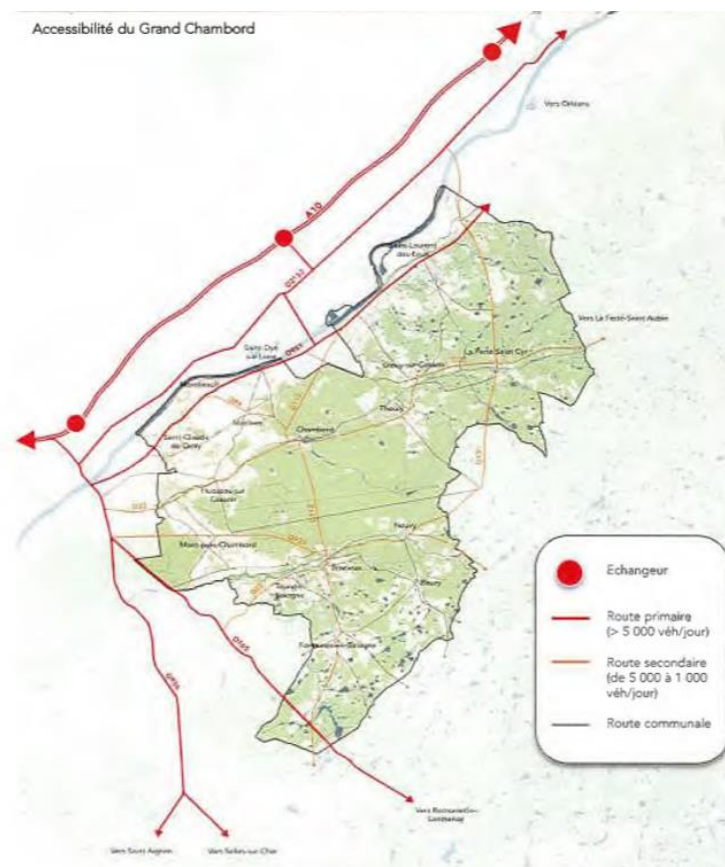 Accessibilité du Grand Chambord
Vers Orléans
A10
Saint-Laurent
des-Eaux
D2152
Vers La Ferté-Saint Aubin
Saint Dyé
sur Loire
D951
La Ferté Saint Cyr
Crouy-sur-Cosson
Montlivault
Thoury
Maslives
Chambord
Saint-Claude
de Diray
Huisseau sur
Cosson
Neuvy
Mont-près-Chambord
Bracieux
Tour-en-
Sologne
Bauzy
Fontaines-en-Sologne
D765
Echangeur
Route primaire
(> 5 000 véh/jour)
Route secondaire
(de 5 000 à 1 000
véh/jour)
Route communale
Vers Romorantin-
Lanthenay
Vers Saint Aignan
Vers Selles-sur-Cher